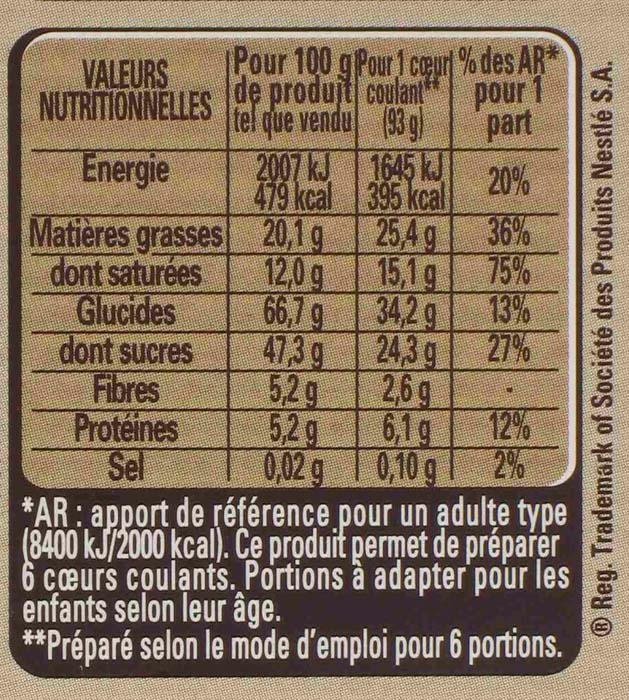 VALEURS NUTRITIONNELLES | Pour 100 g de produit tel que vendu | Pour 1 cœur coulant** (93 g) | % des AR* pour 1 part
Energie | 2007 kJ 479 kcal | 1645 kJ 395 kcal | 20%
Matières grasses | 20,1 g | 25,4 g | 36%
dont saturées | 12,0 g | 15,1 g | 75%
Glucides | 66,7 g | 34,2 g | 13%
dont sucres | 47,3 g | 24,3 g | 27%
Fibres | 5,2 g | 2,6 g | -
Protéines | 5,2 g | 6,1 g | 12%
Sel | 0,02 g | 0,10 g | 2%
*AR : apport de référence pour un adulte type
(8400 kJ/2000 kcal). Ce produit permet de préparer
6 cœurs coulants. Portions à adapter pour les
enfants selon leur âge.
**Préparé selon le mode d'emploi pour 6 portions.
® Reg. Trademark of Société des Produits Nestlé S.A.